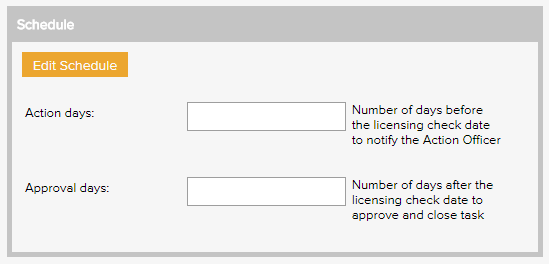 Schedule
Edit Schedule
Action days:
Number of days before
the licensing check date
to notify the Action Officer
Approval days:
Number of days after the
licensing check date to
approve and close task